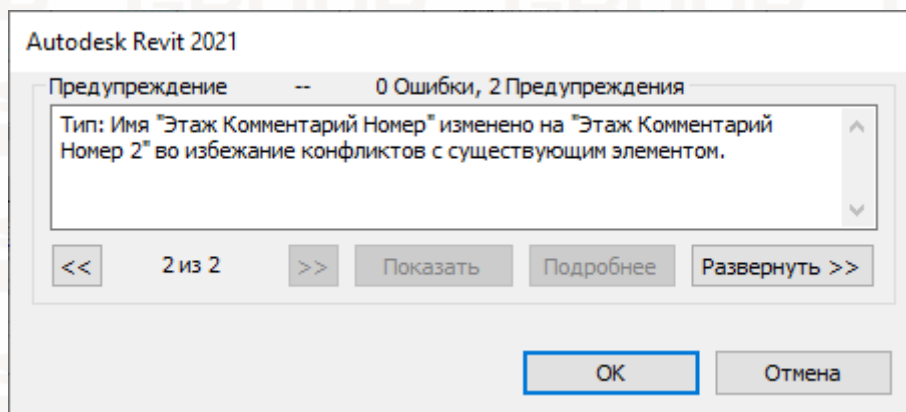 Autodesk Revit 2021
Предупреждение -- 0 Ошибки, 2 Предупреждения
Тип: Имя "Этаж Комментарий Номер" изменено на "Этаж Комментарий
Номер 2" во избежание конфликтов с существующим элементом.
<< 2 из 2 >> Показать Подробнее Развернуть >>
OK Отмена